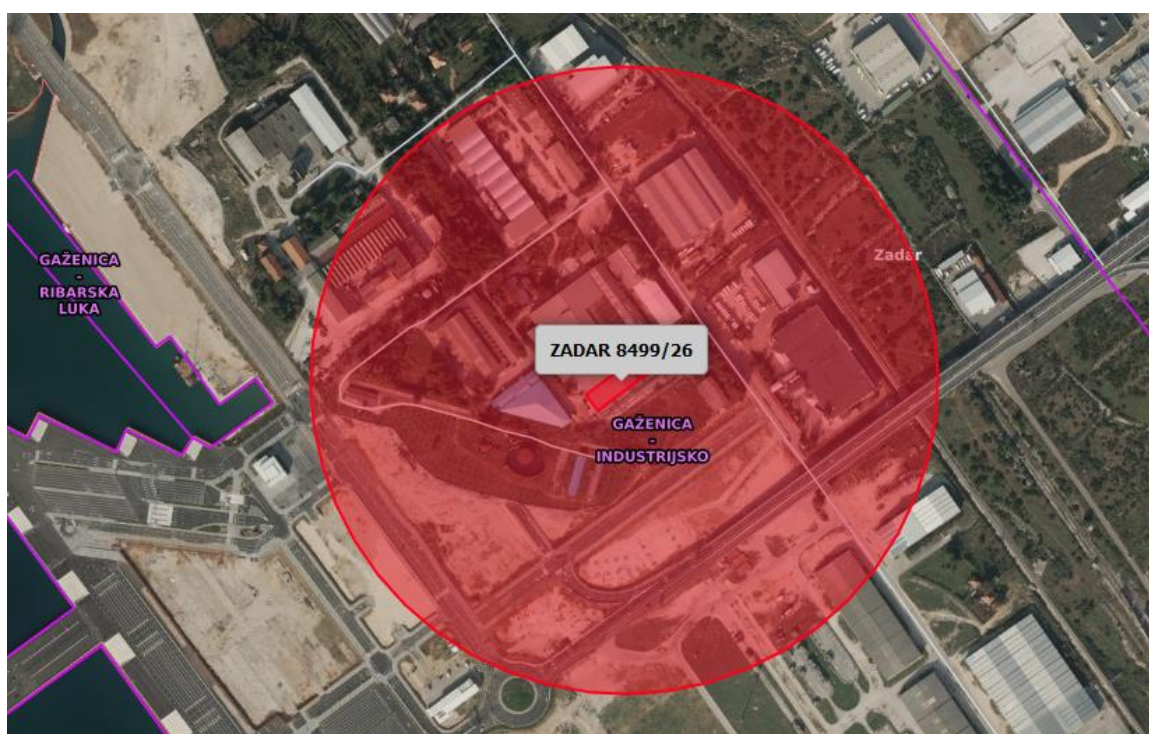 Zadar
GAŽENICA
-
RIBARSKA
LUKA
ZADAR 8499/26
GAŽENICA
-
INDUSTRIJSKO